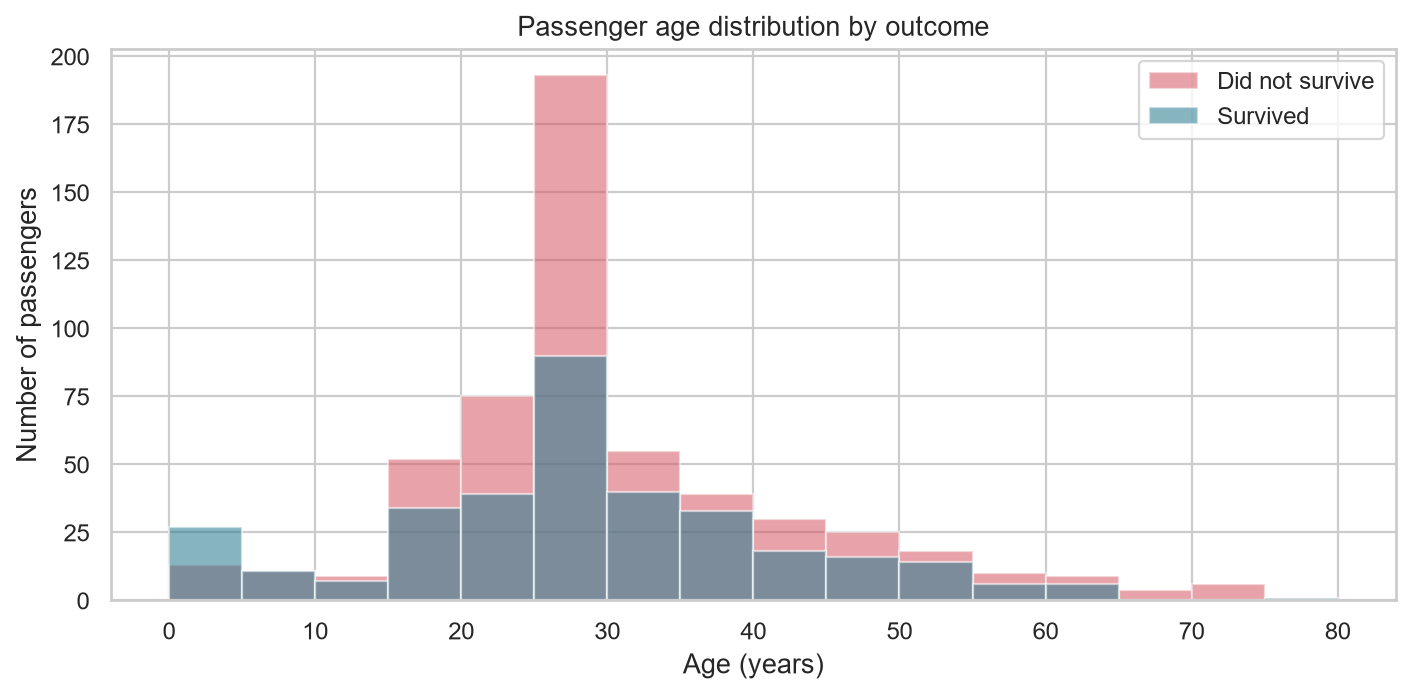 Passenger age distribution by outcome
Did not survive
Survived
Number of passengers
200
175
150
125
100
75
50
25
0
0 10 20 30 40 50 60 70 80
Age (years)